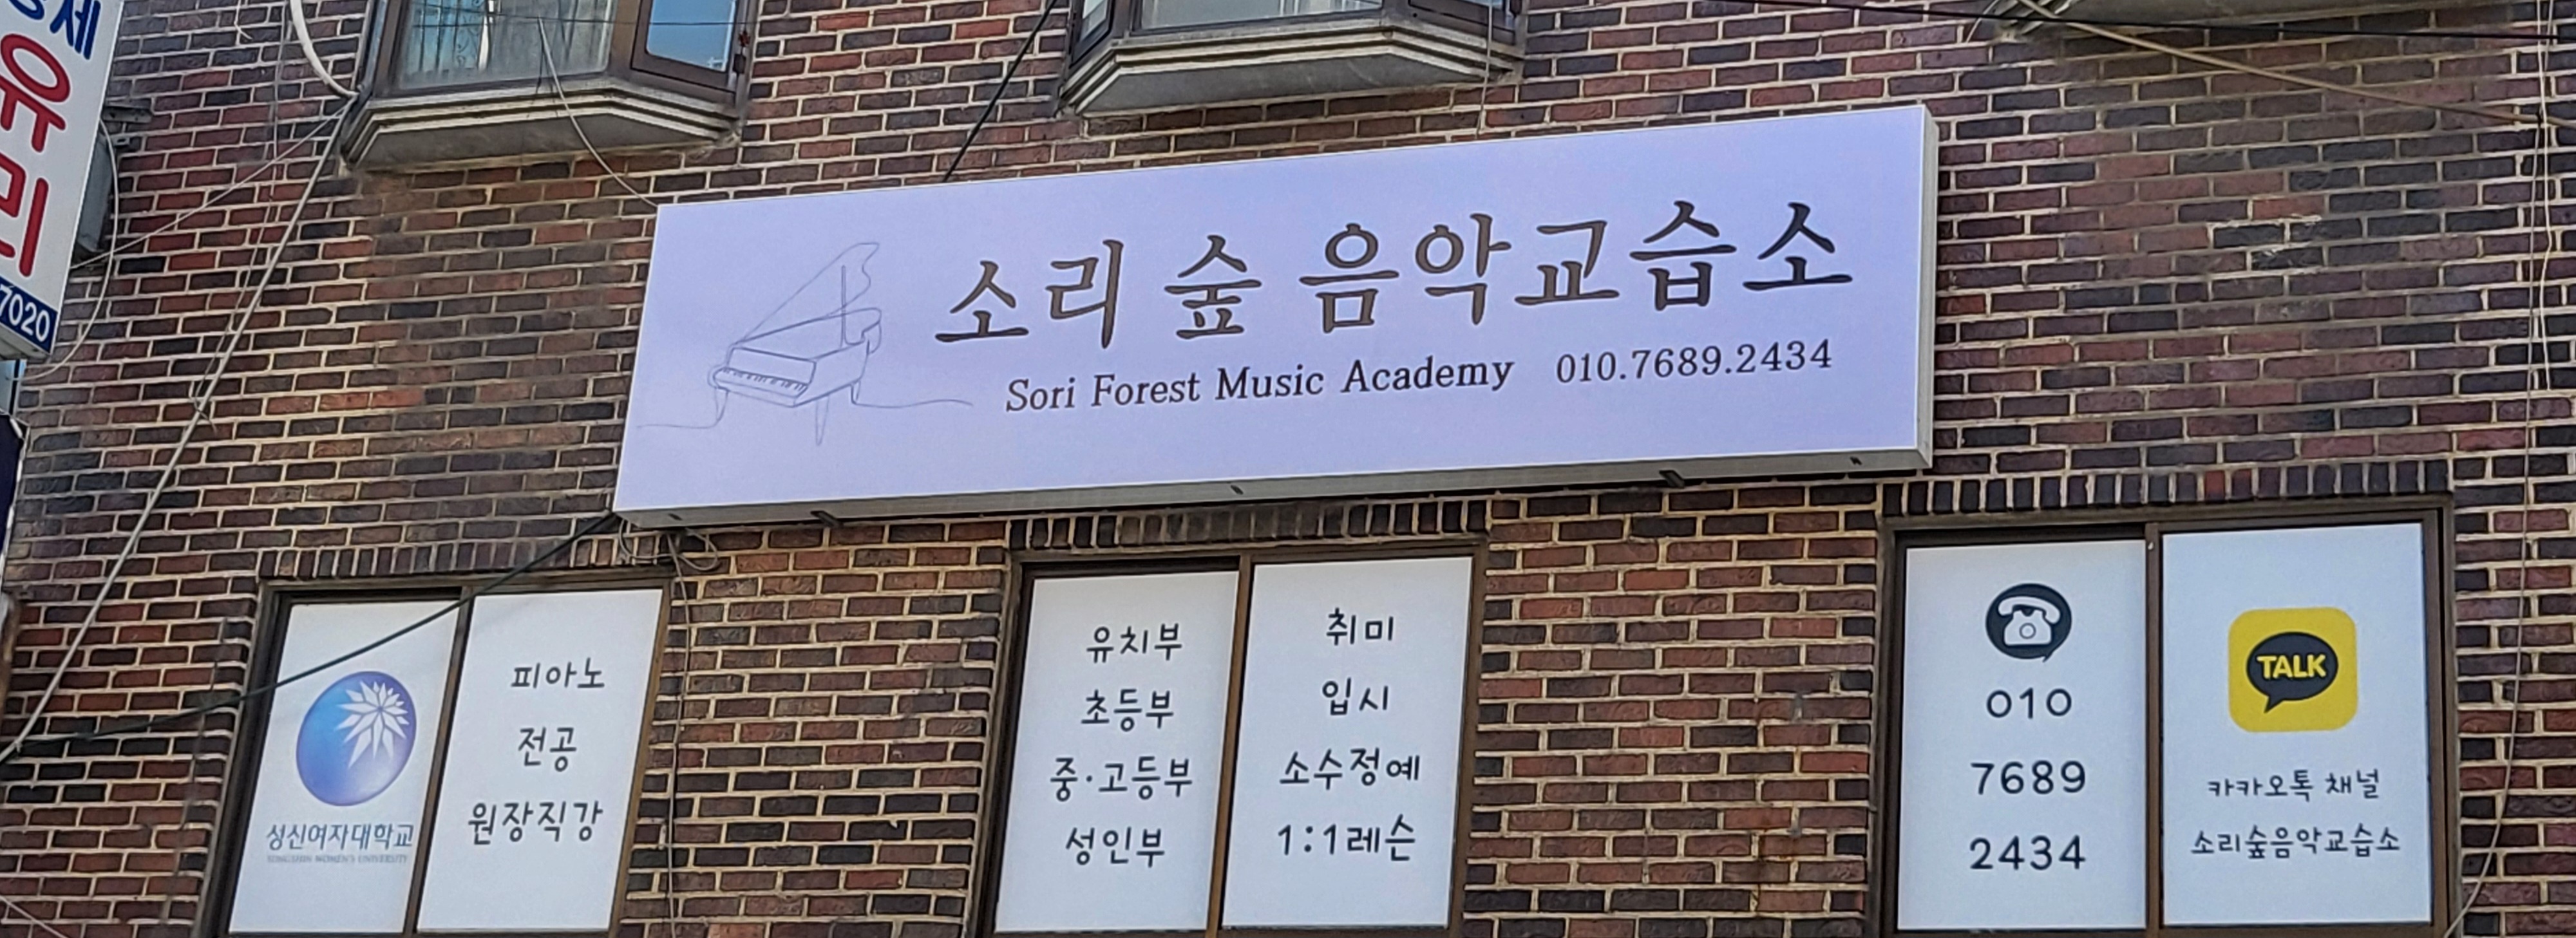 유리
7020
소리 숲 음악교습소
Sori Forest Music Academy 010.7689.2434
성신여자대학교
SUNGSHIN WOMEN'S UNIVERSITY
피아노
전공
원장직강
유치부
초등부
중·고등부
성인부
취미
입시
소수정예
1:1레슨
010
7689
2434
TALK
카카오톡 채널
소리숲음악교습소